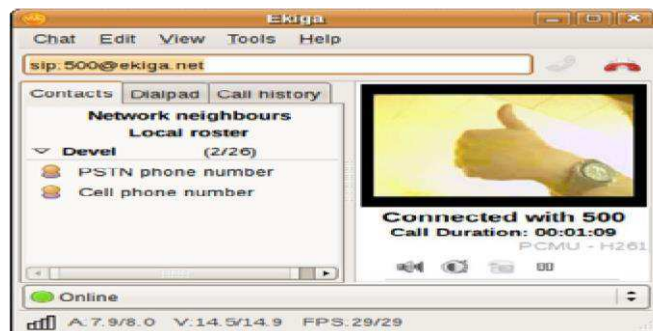 Ekiga
Chat Edit View Tools Help
sip:500@ekiga.net
Contacts Dialpad Call history
Network neighbours
Local roster
Devel (2/26)
PSTN phone number
Cell phone number
Connected with 500
Call Duration: 00:01:09
PCMU - H261
Online
A:7.9/8.0 V:14.5/14.9 FPS:29/29